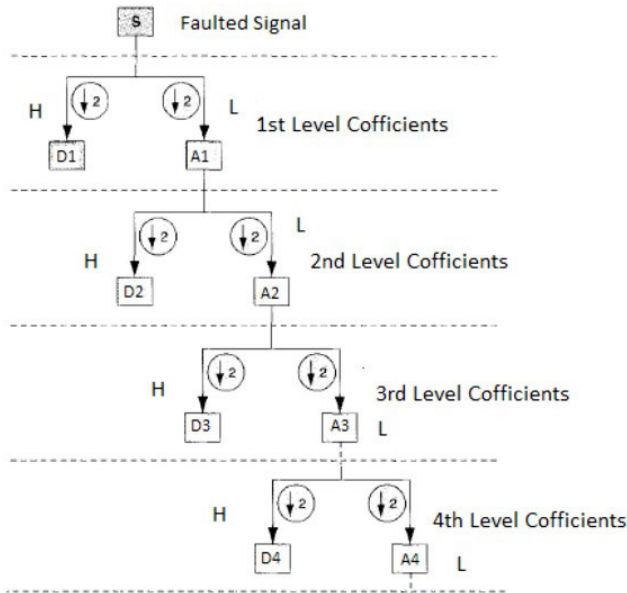 S Faulted Signal
H ↓2 ↓2 L
1st Level Cofficients
D1 A1
↓2 ↓2 L
H 2nd Level Cofficients
D2 A2
↓2 ↓2
H 3rd Level Cofficients
D3 A3 L
↓2 ↓2
H 4th Level Cofficients
D4 A4 L